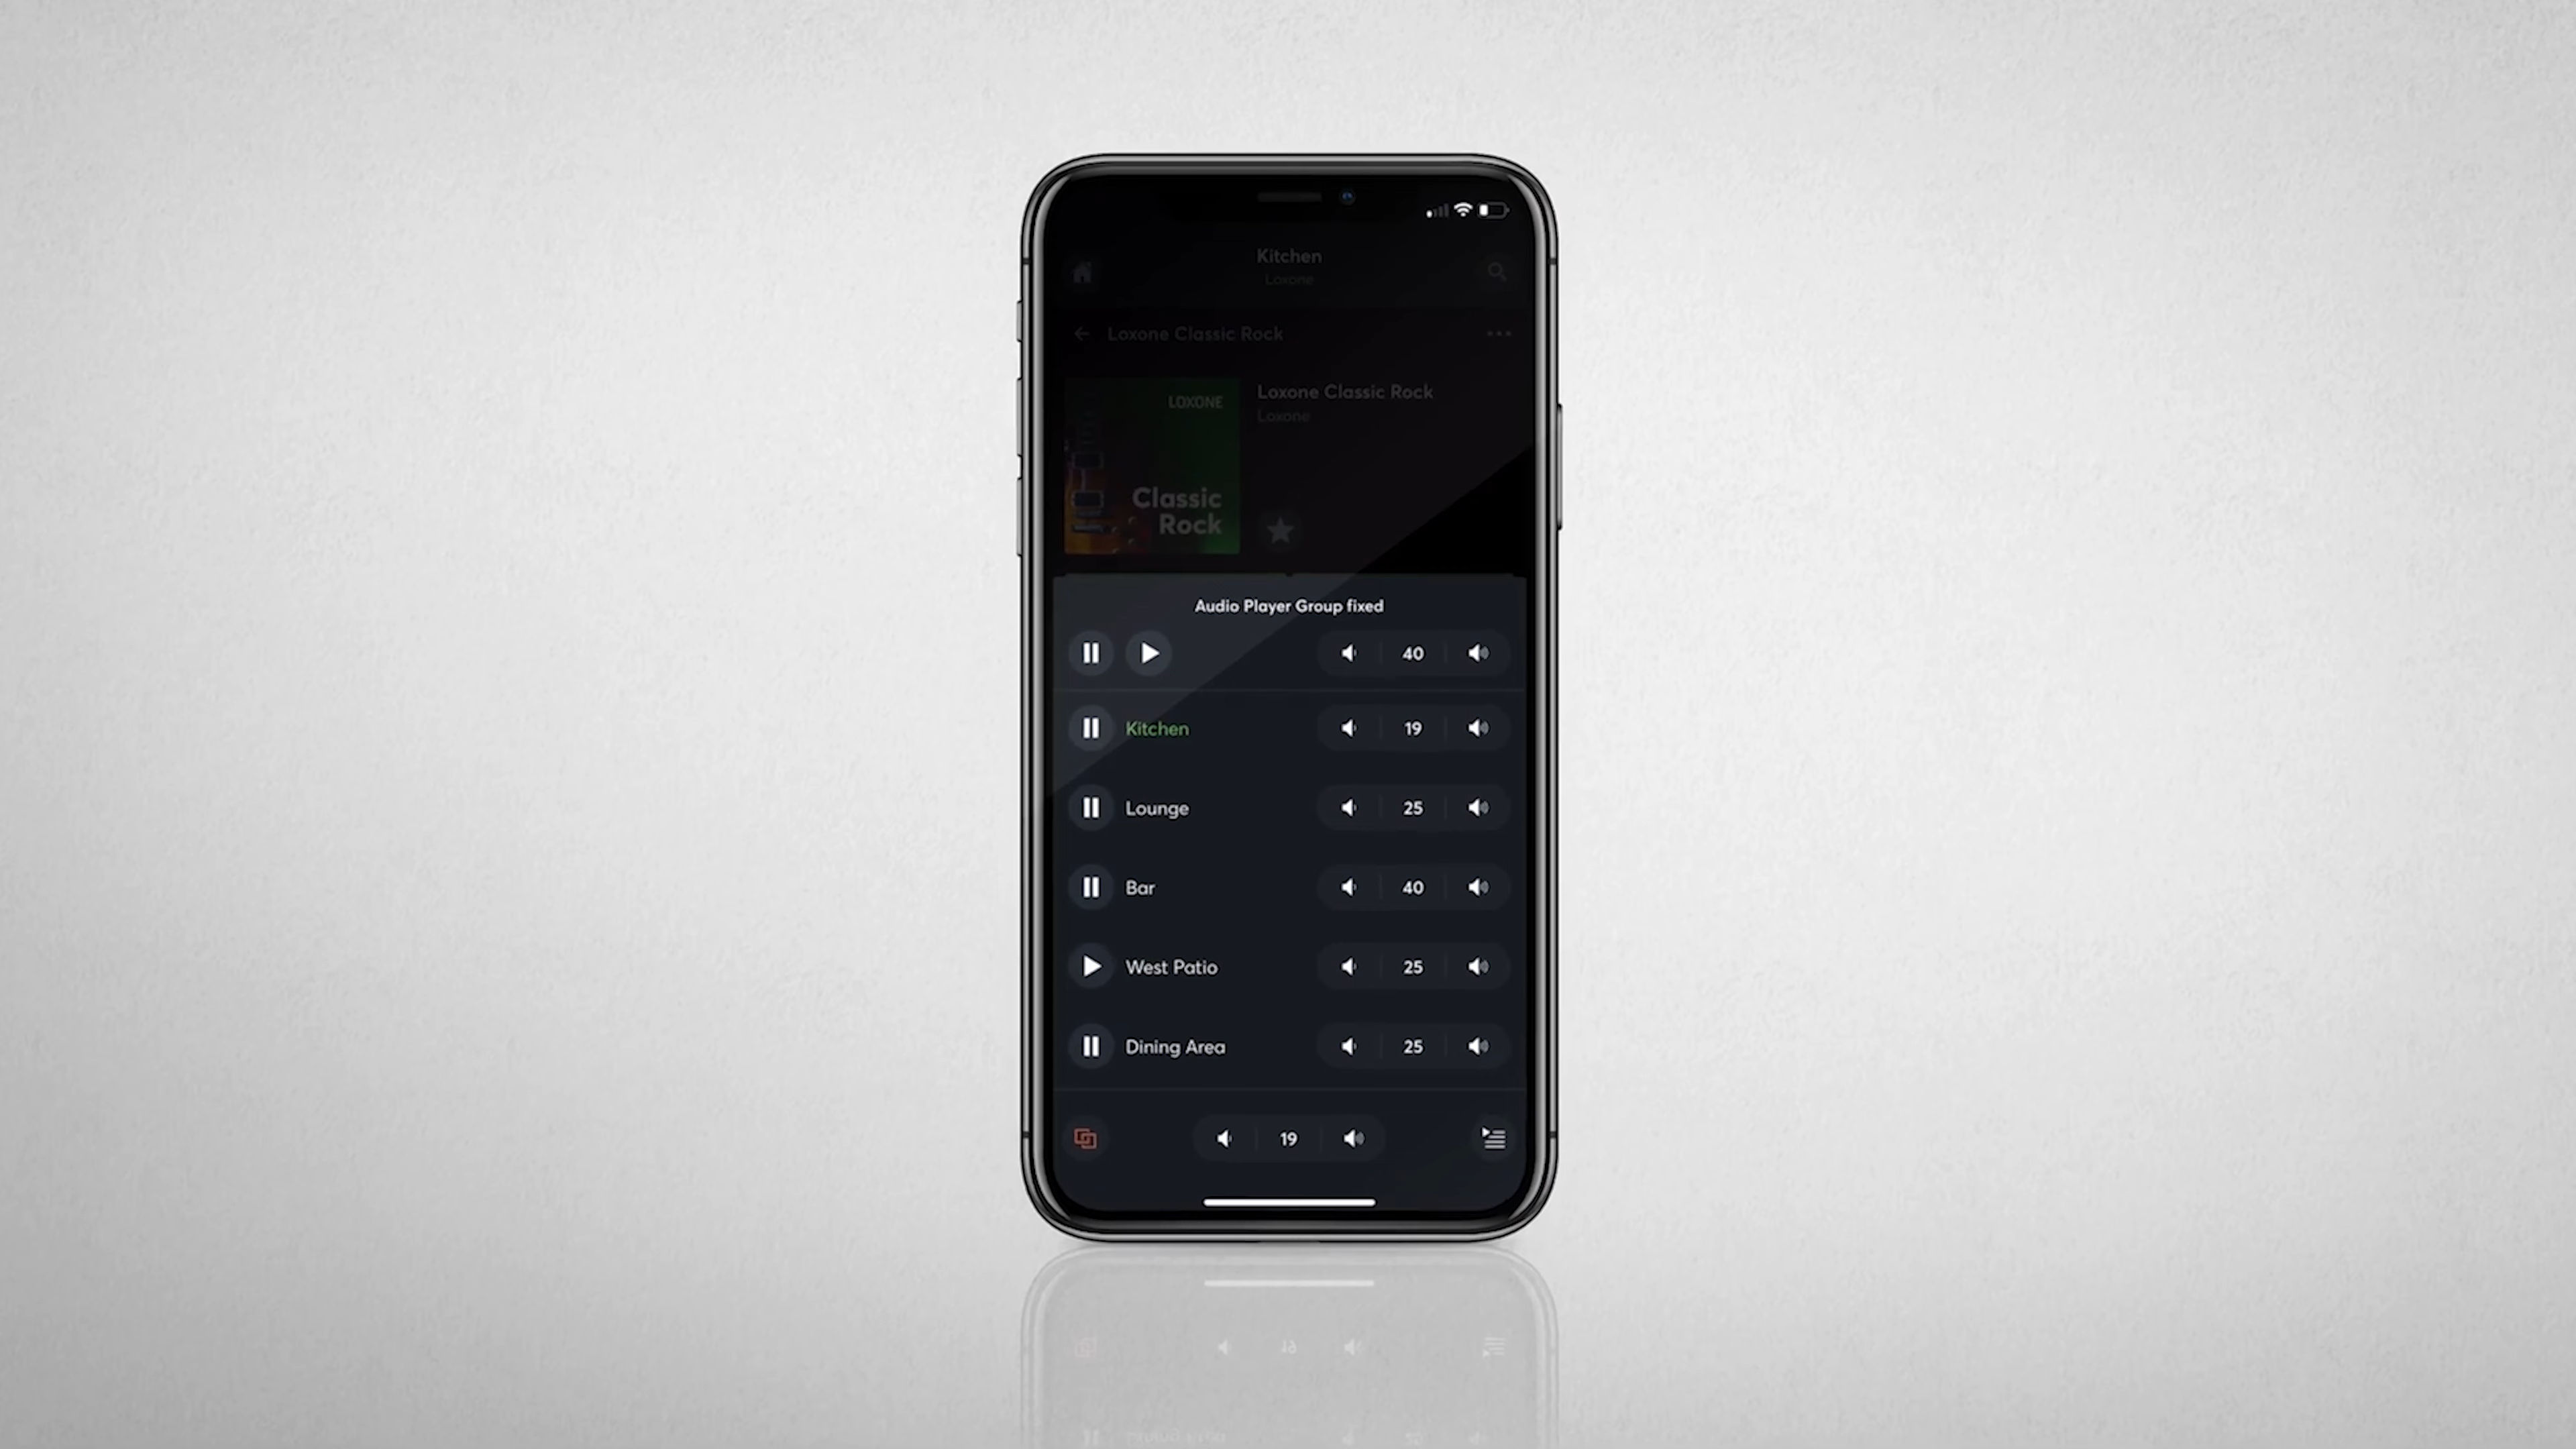 Kitchen
Loxone
Loxone Classic Rock
LOXONE
Classic
Rock
Loxone Classic Rock
Loxone
Audio Player Group fixed
40
Kitchen
19
Lounge
25
Bar
40
West Patio
25
Dining Area
25
19